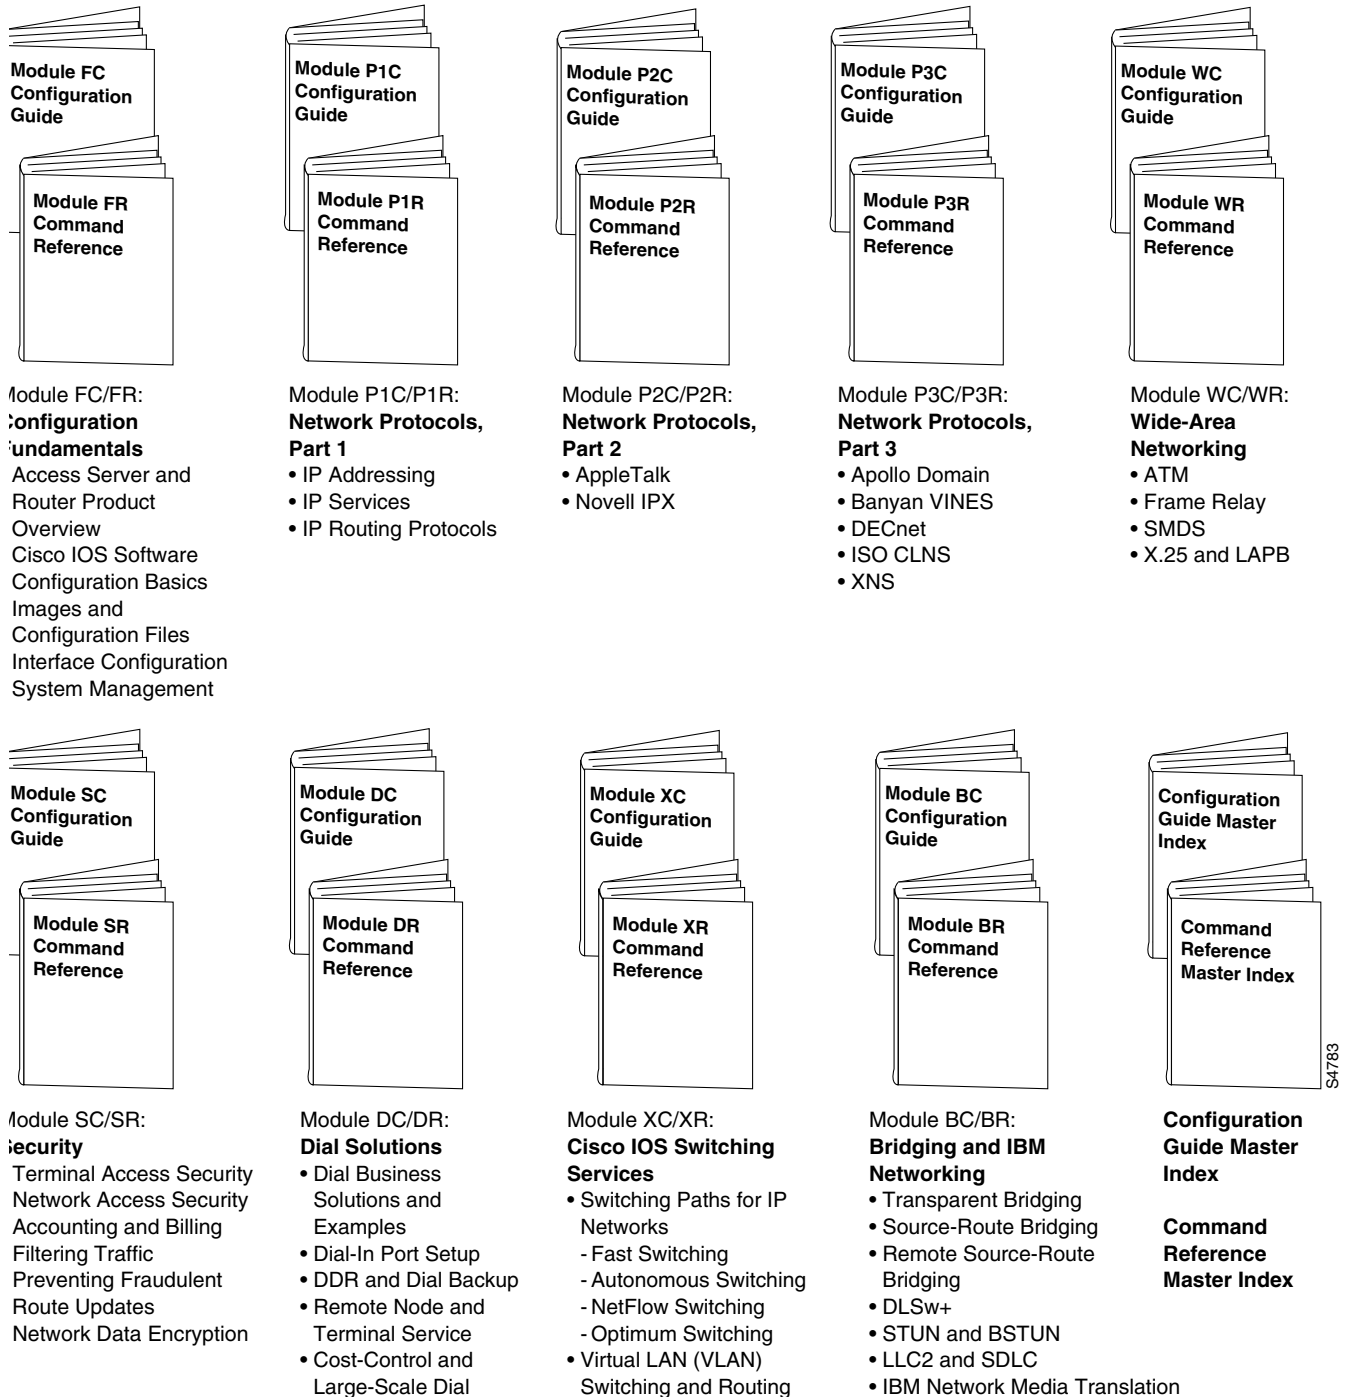 Module FC
Configuration
Guide
Module FR
Command
Reference
Module P1C
Configuration
Guide
Module P1R
Command
Reference
Module P2C
Configuration
Guide
Module P2R
Command
Reference
Module P3C
Configuration
Guide
Module P3R
Command
Reference
Module WC
Configuration
Guide
Module WR
Command
Reference
Module FC/FR:
Configuration
Fundamentals
Access Server and
Router Product
Overview
Cisco IOS Software
Configuration Basics
Images and
Configuration Files
Interface Configuration
System Management
Module P1C/P1R:
Network Protocols,
Part 1
• IP Addressing
• IP Services
• IP Routing Protocols
Module P2C/P2R:
Network Protocols,
Part 2
• AppleTalk
• Novell IPX
Module P3C/P3R:
Network Protocols,
Part 3
• Apollo Domain
• Banyan VINES
• DECnet
• ISO CLNS
• XNS
Module WC/WR:
Wide-Area
Networking
• ATM
• Frame Relay
• SMDS
• X.25 and LAPB
Module SC
Configuration
Guide
Module SR
Command
Reference
Module DC
Configuration
Guide
Module DR
Command
Reference
Module XC
Configuration
Guide
Module XR
Command
Reference
Module BC
Configuration
Guide
Module BR
Command
Reference
Configuration
Guide Master
Index
Command
Reference
Master Index
S4783
Module SC/SR:
Security
Terminal Access Security
Network Access Security
Accounting and Billing
Filtering Traffic
Preventing Fraudulent
Route Updates
Network Data Encryption
Module DC/DR:
Dial Solutions
• Dial Business
Solutions and
Examples
• Dial-In Port Setup
• DDR and Dial Backup
• Remote Node and
Terminal Service
• Cost-Control and
Large-Scale Dial
Module XC/XR:
Cisco IOS Switching
Services
• Switching Paths for IP
Networks
- Fast Switching
- Autonomous Switching
- NetFlow Switching
- Optimum Switching
• Virtual LAN (VLAN)
Switching and Routing
Module BC/BR:
Bridging and IBM
Networking
• Transparent Bridging
• Source-Route Bridging
• Remote Source-Route
Bridging
• DLSw+
• STUN and BSTUN
• LLC2 and SDLC
• IBM Network Media Translation
Configuration
Guide Master
Index
Command
Reference
Master Index